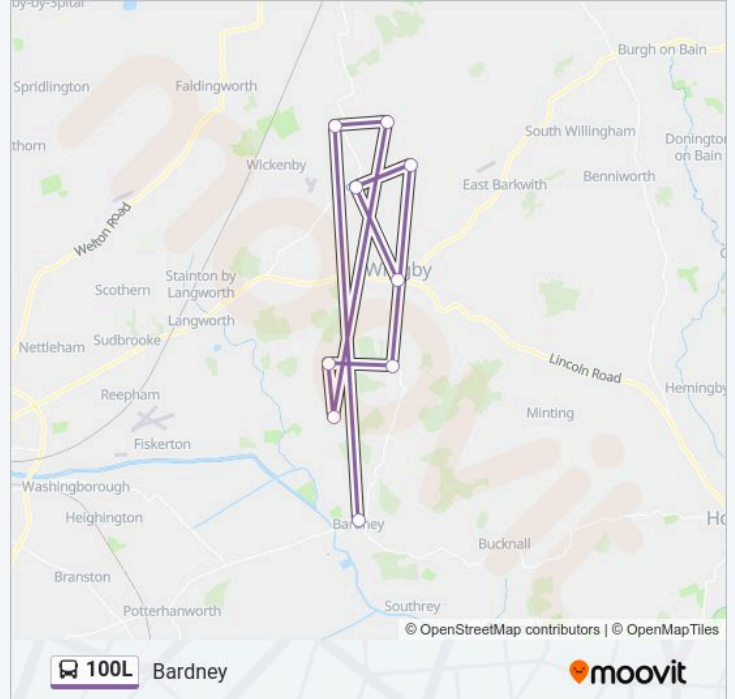 by-by-Spital
Burgh on Bain
Spridlington
Faldingworth
South Willingham
Donington
on Bain
thorn
Wickenby
Benniworth
East Barkwith
Welton Road
Wragby
Stainton by
Langworth
Scothern
Langworth
Sudbrooke
Nettleham
Lincoln Road
Reepham
Hemingby
Minting
Fiskerton
Washingborough
Heighington
Bardney
Ho
Bucknall
Branston
Potterhanworth
Southrey
© OpenStreetMap contributors | © OpenMapTiles
100L Bardney
moovit